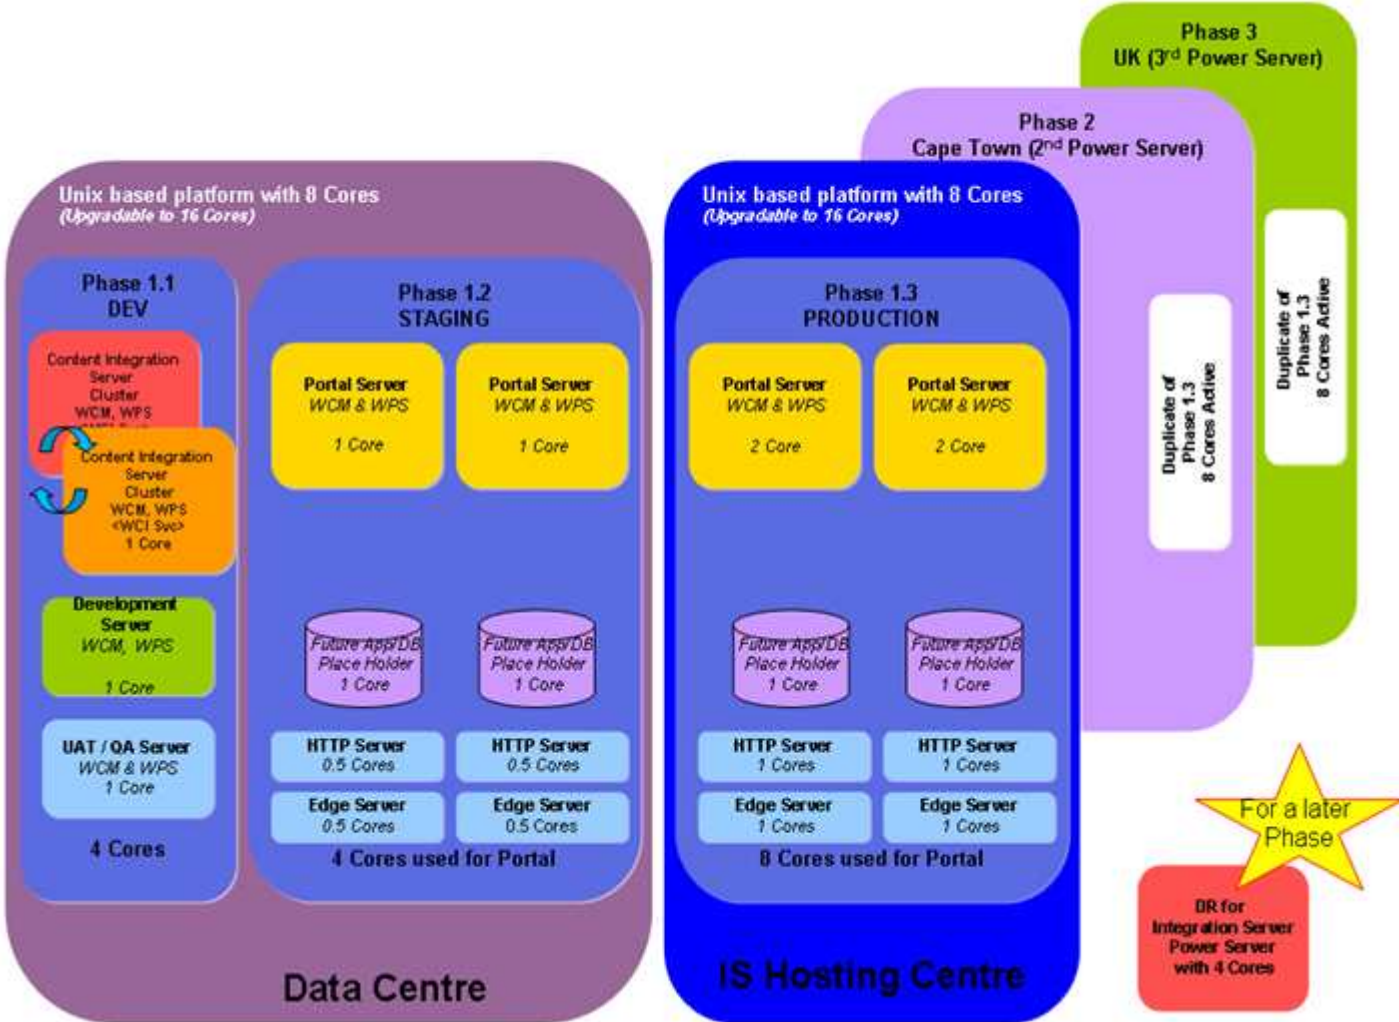 Phase 3
UK (3rd Power Server)
Duplicate of
Phase 1.3
8 Cores Active
Phase 2
Cape Town (2nd Power Server)
Duplicate of
Phase 1.3
8 Cores Active
Unix based platform with 8 Cores
(Upgradable to 16 Cores)
Phase 1.1
DEV
Content Integration
Server
Cluster
WCM, WPS
Content Integration
Server
Cluster
WCM, WPS
<WCI Svc>
1 Core
Development
Server
WCM, WPS
1 Core
UAT / QA Server
WCM & WPS
1 Core
4 Cores
Phase 1.2
STAGING
Portal Server
WCM & WPS
1 Core
Portal Server
WCM & WPS
1 Core
Future App/DB
Place Holder
1 Core
Future App/DB
Place Holder
1 Core
HTTP Server
0.5 Cores
HTTP Server
0.5 Cores
Edge Server
0.5 Cores
Edge Server
0.5 Cores
4 Cores used for Portal
Data Centre
Unix based platform with 8 Cores
(Upgradable to 16 Cores)
Phase 1.3
PRODUCTION
Portal Server
WCM & WPS
2 Core
Portal Server
WCM & WPS
2 Core
Future App/DB
Place Holder
1 Core
Future App/DB
Place Holder
1 Core
HTTP Server
1 Cores
HTTP Server
1 Cores
Edge Server
1 Cores
Edge Server
1 Cores
8 Cores used for Portal
IS Hosting Centre
For a later
Phase
DR for
Integration Server
Power Server
with 4 Cores